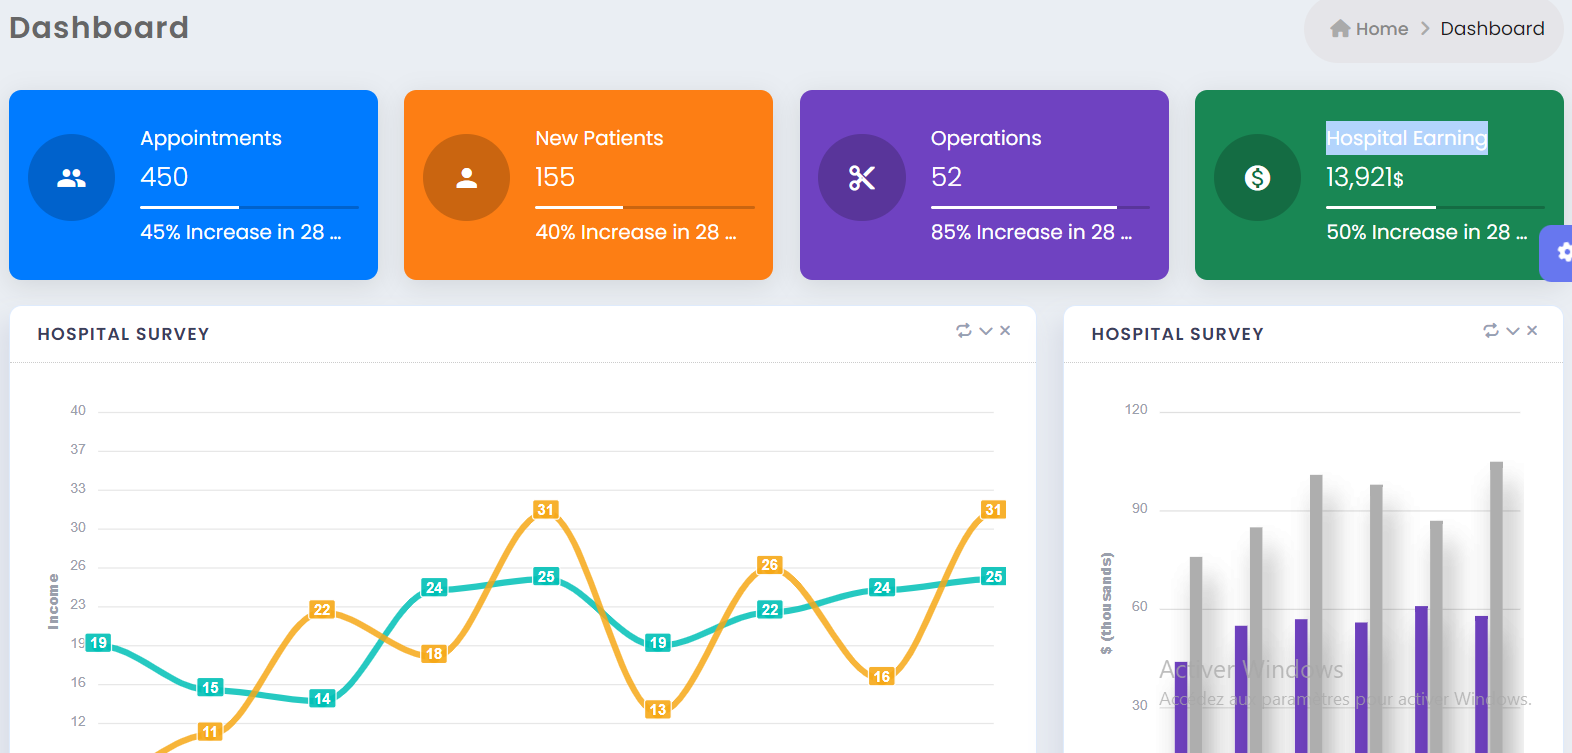 Dashboard
Home > Dashboard
Appointments
450
45% Increase in 28 ...
New Patients
155
40% Increase in 28 ...
Operations
52
85% Increase in 28 ...
Hospital Earning
13,921$
50% Increase in 28 ...
HOSPITAL SURVEY
40
37
33
30
26
23
19
16
12
Income
19
15
14
24
25
19
22
24
25
11
22
18
31
13
26
16
31
HOSPITAL SURVEY
120
90
60
30
$ (thousands)
Activer Windows
Accédez aux paramètres pour activer Windows.